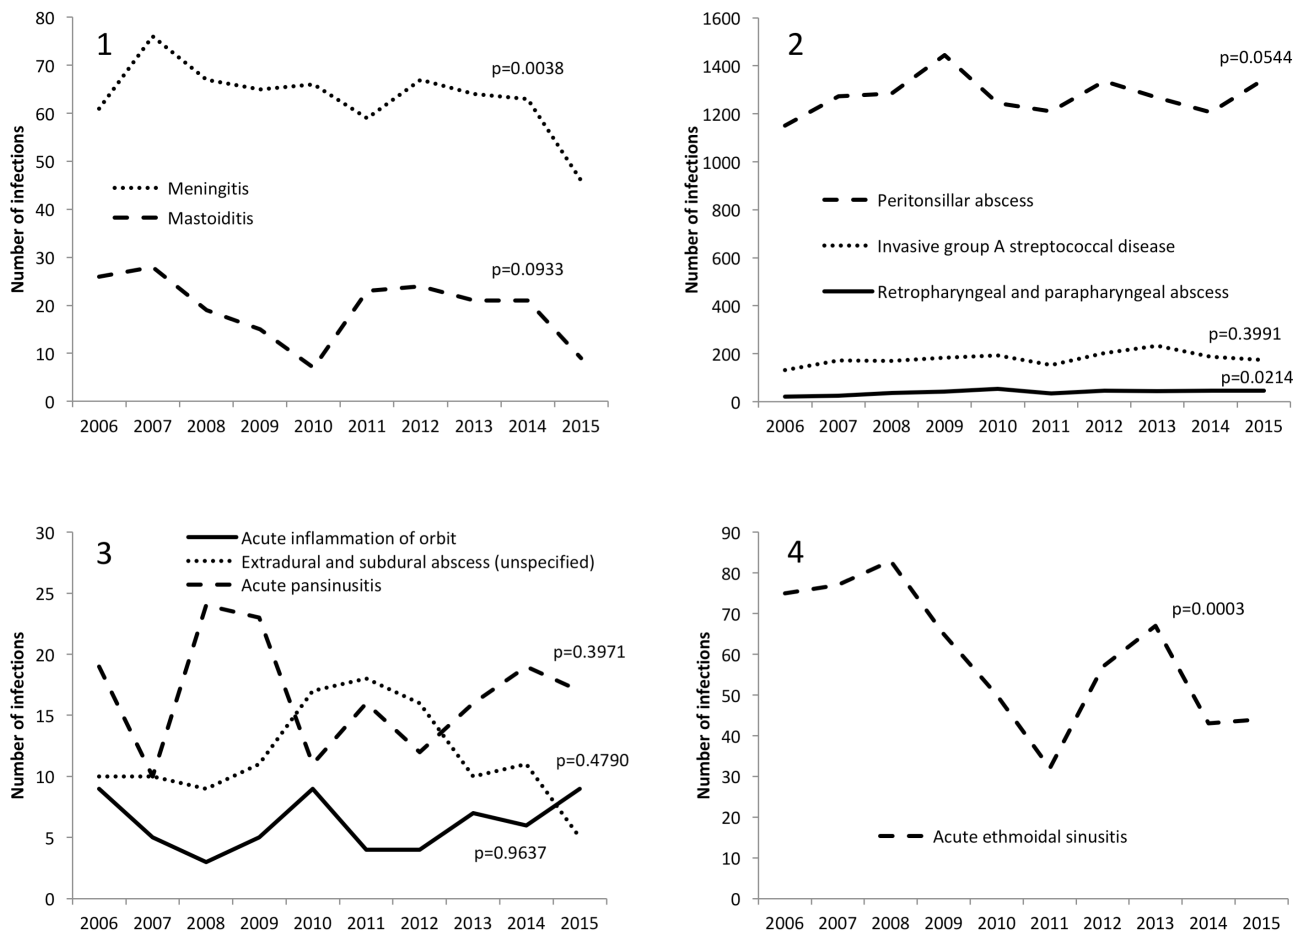 1
80
70
60
50
40
30
20
10
0
Number of infections
p=0.0038
Meningitis
Mastoiditis
p=0.0933
2006 2007 2008 2009 2010 2011 2012 2013 2014 2015
2
1600
1400
1200
1000
800
600
400
200
0
Number of infections
p=0.0544
Peritonsillar abscess
Invasive group A streptococcal disease
Retropharyngeal and parapharyngeal abscess
p=0.3991
p=0.0214
2006 2007 2008 2009 2010 2011 2012 2013 2014 2015
3
30
25
20
15
10
5
0
Number of infections
Acute inflammation of orbit
Extradural and subdural abscess (unspecified)
Acute pansinusitis
p=0.3971
p=0.4790
p=0.9637
2006 2007 2008 2009 2010 2011 2012 2013 2014 2015
4
90
80
70
60
50
40
30
20
10
0
Number of infections
p=0.0003
Acute ethmoidal sinusitis
2006 2007 2008 2009 2010 2011 2012 2013 2014 2015